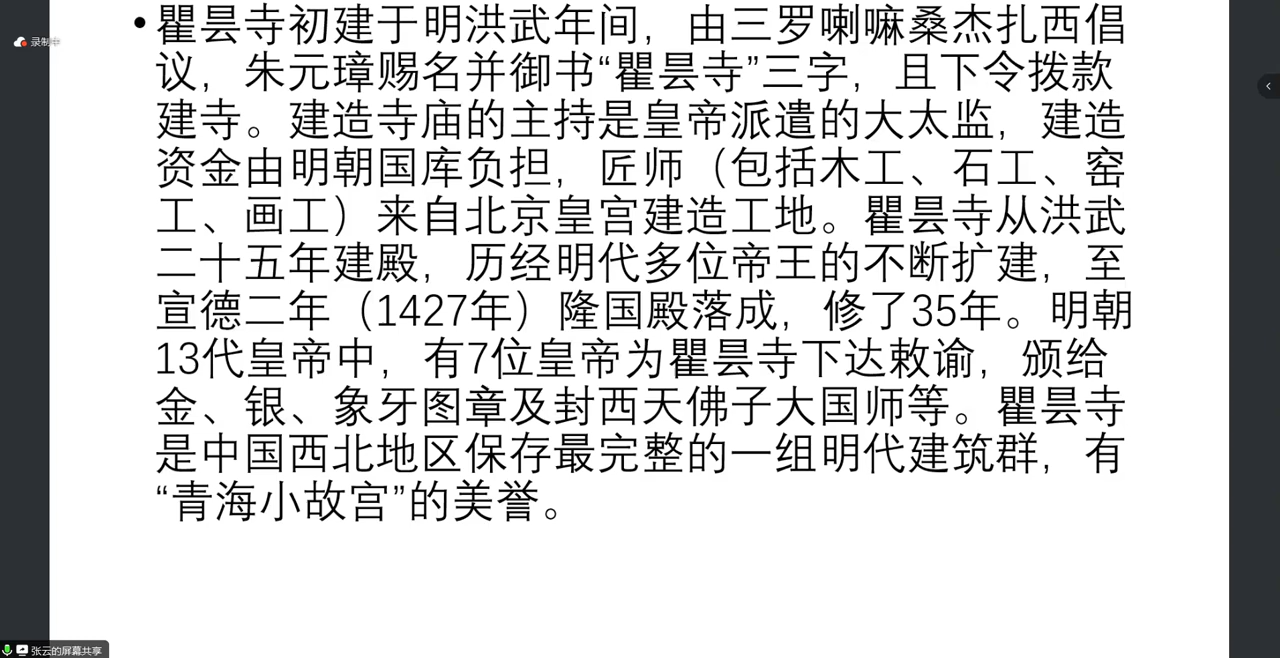 • 瞿昙寺初建于明洪武年间，由三罗喇嘛桑杰扎西倡
议，朱元璋赐名并御书“瞿昙寺”三字，且下令拨款
建寺。建造寺庙的主持是皇帝派遣的大太监，建造
资金由明朝国库负担，匠师（包括木工、石工、窑
工、画工）来自北京皇宫建造工地。瞿昙寺从洪武
二十五年建殿，历经明代多位帝王的不断扩建，至
宣德二年（1427年）隆国殿落成，修了35年。明朝
13代皇帝中，有7位皇帝为瞿昙寺下达敕谕，颁给
金、银、象牙图章及封西天佛子大国师等。瞿昙寺
是中国西北地区保存最完整的一组明代建筑群，有
“青海小故宫”的美誉。
录制中
张云的屏幕共享